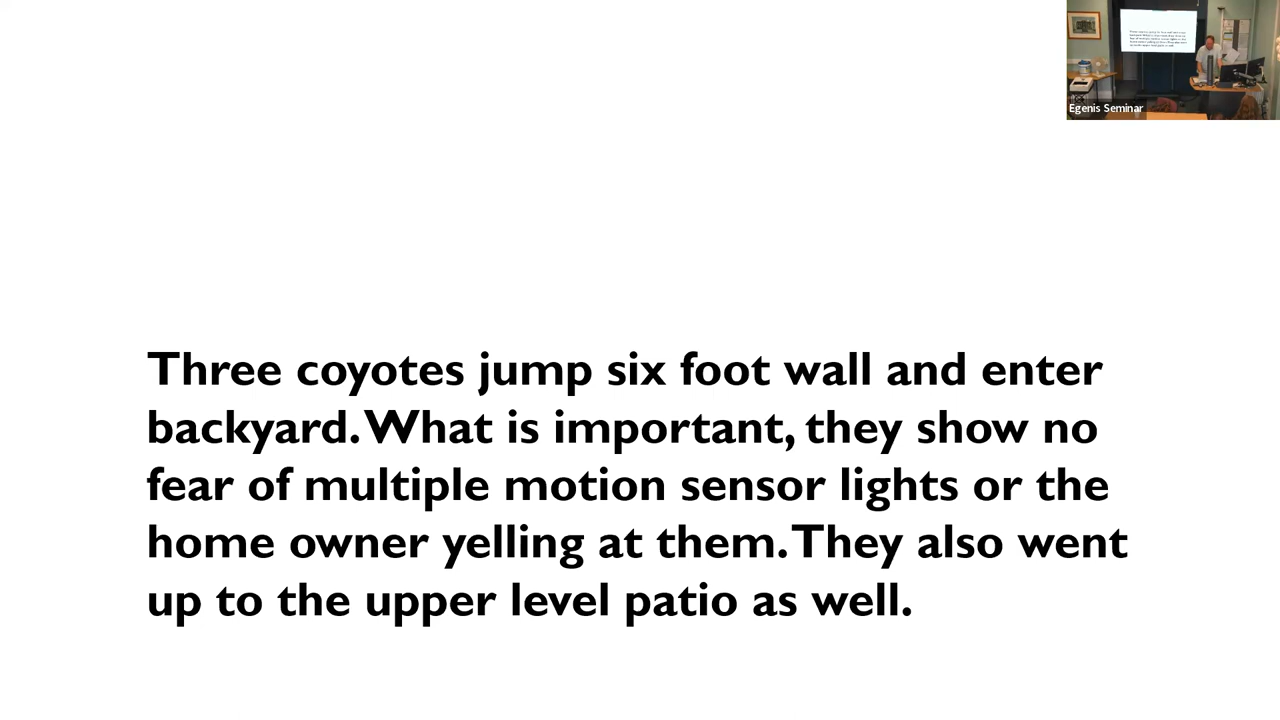 Egenis Seminar
Three coyotes jump six foot wall and enter
backyard. What is important, they show no
fear of multiple motion sensor lights or the
home owner yelling at them. They also went
up to the upper level patio as well.